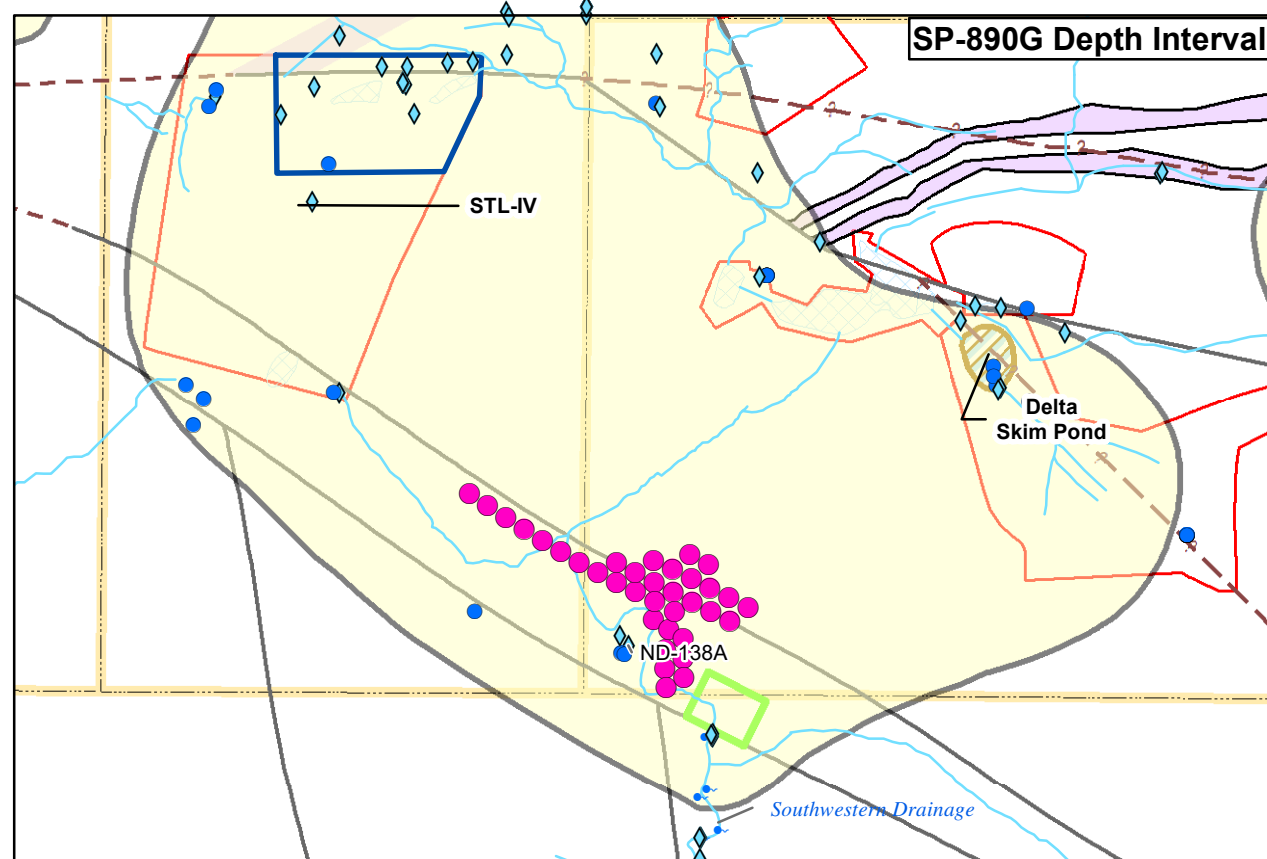 SP-890G Depth Interval
?
?
?
?
?
?
STL-IV
Delta
Skim Pond
?
?
ND-138A
Southwestern Drainage